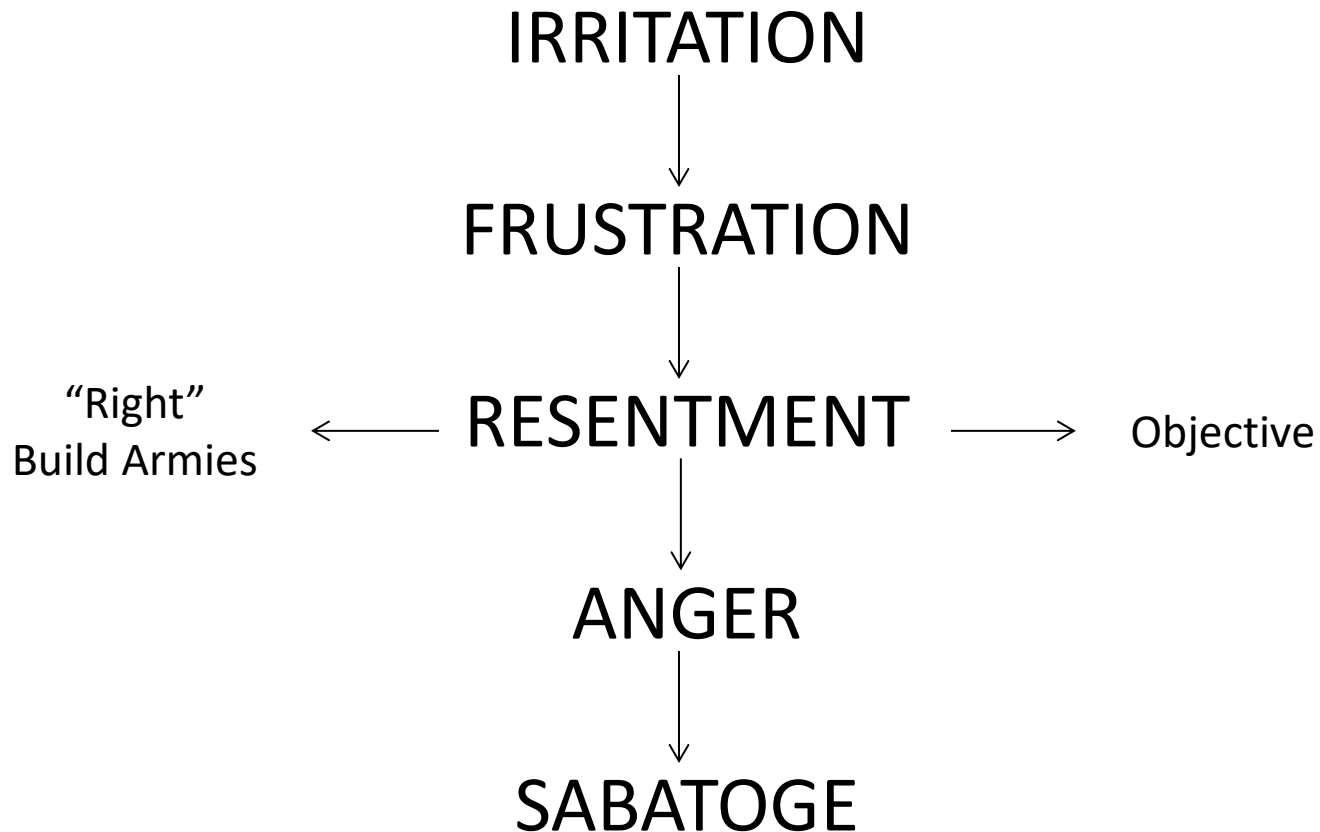 IRRITATION
FRUSTRATION
“Right”
Build Armies
RESENTMENT
Objective
ANGER
SABATOGE